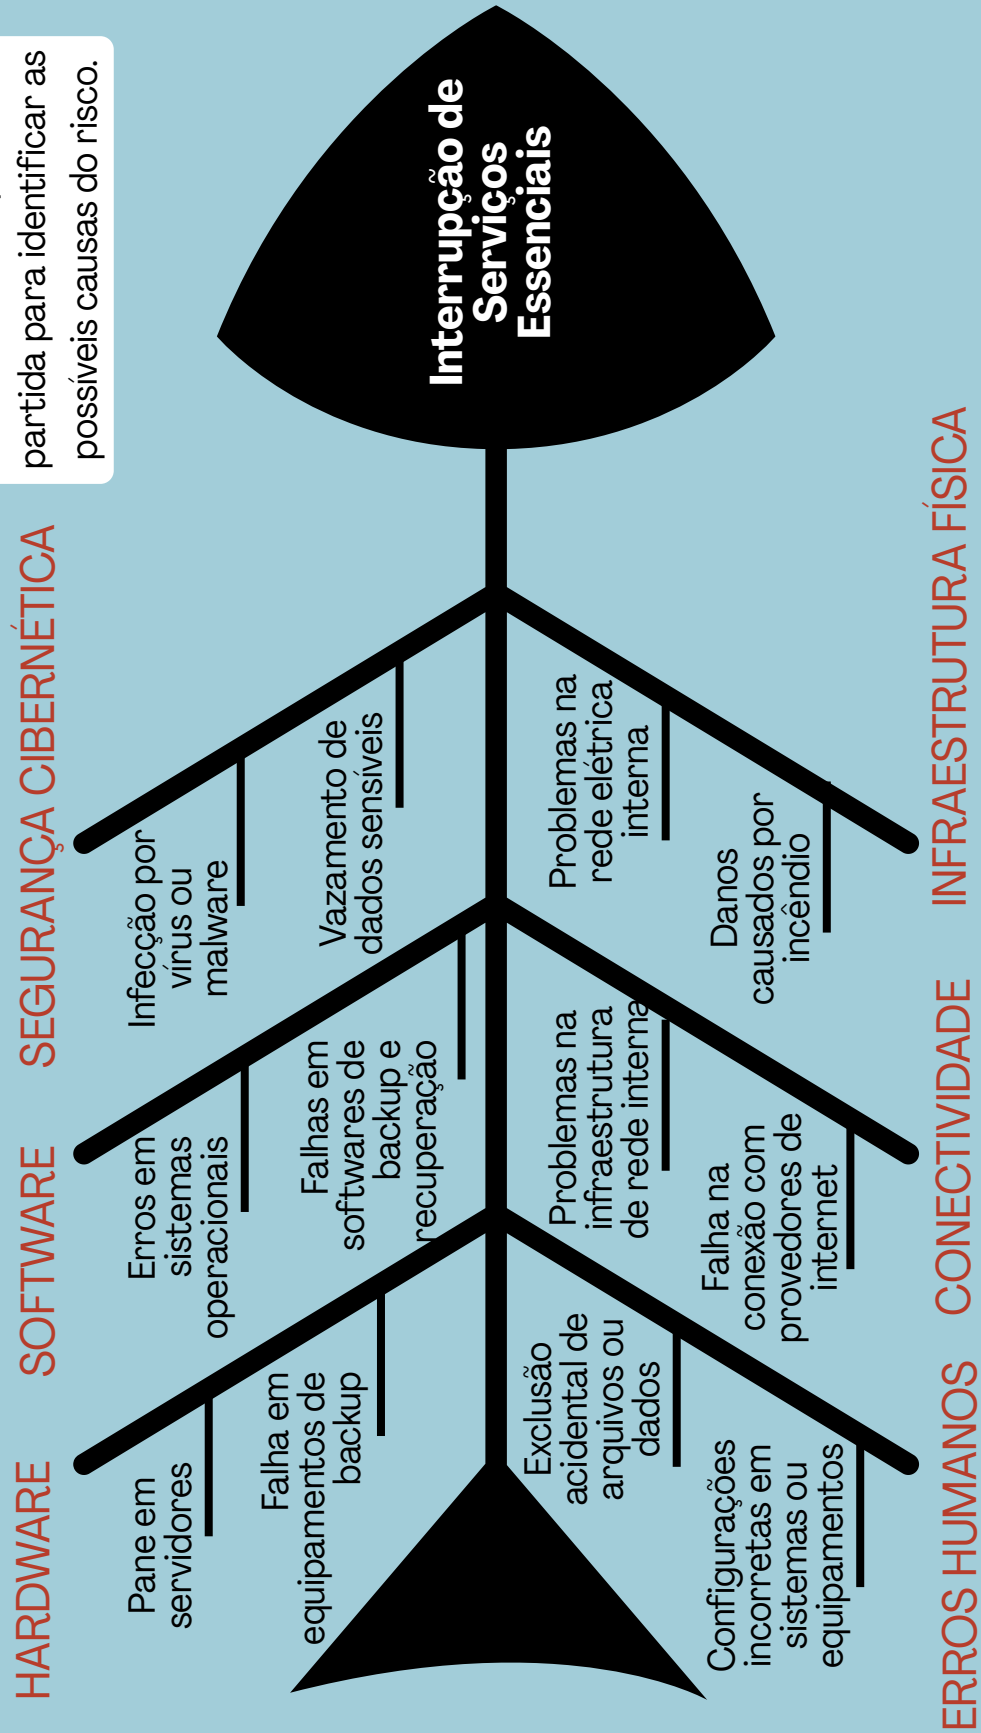 partida para identificar as
possíveis causas do risco.
HARDWARE
SOFTWARE
SEGURANÇA CIBERNÉTICA
Pane em
servidores
Falha em
equipamentos de
backup
Erros em
sistemas
operacionais
Falhas em
softwares de
backup e
recuperação
Infecção por
vírus ou
malware
Vazamento de
dados sensíveis
Interrupção de
Serviços
Essenciais
Exclusão
acidental de
arquivos ou
dados
Configurações
incorretas em
sistemas ou
equipamentos
Problemas na
infraestrutura
de rede interna
Falha na
conexão com
provedores de
internet
Problemas na
rede elétrica
interna
Danos
causados por
incêndio
ERROS HUMANOS
CONECTIVIDADE
INFRAESTRUTURA FÍSICA